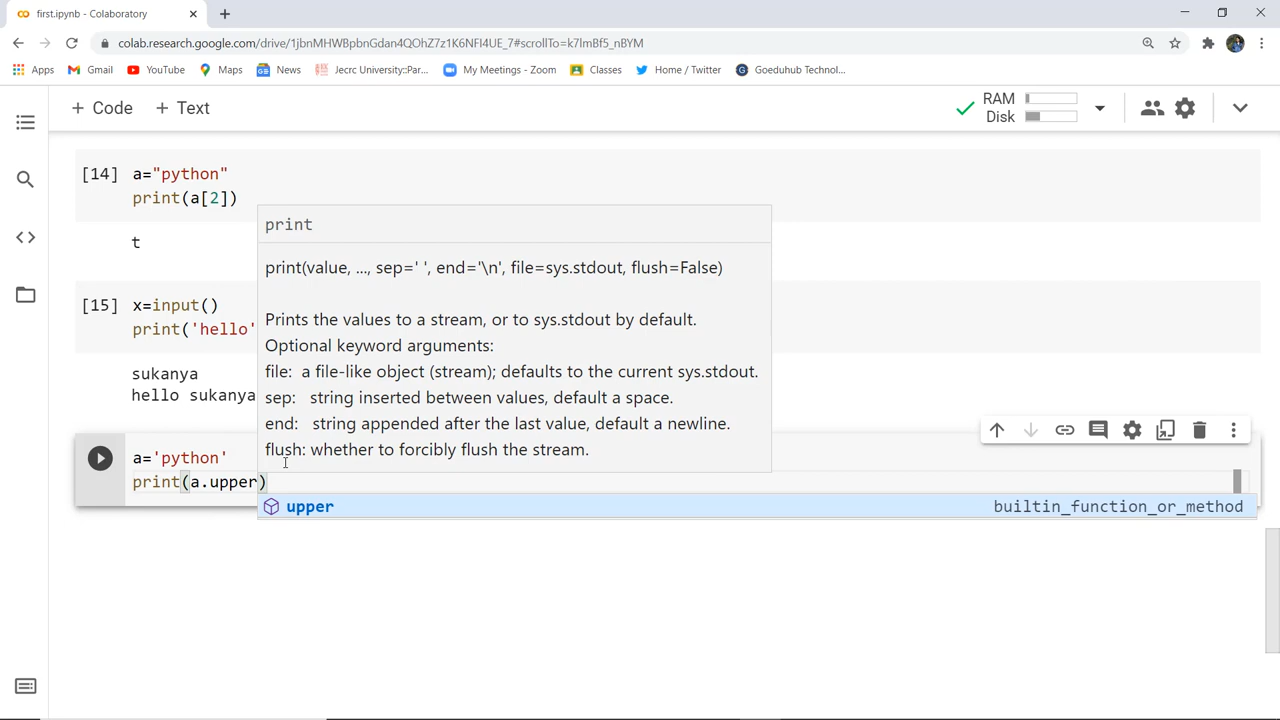 first.ipynb - Colaboratory
colab.research.google.com/drive/1jbnMHWBpbnGdan4QOhZ7z1K6NFI4UE_7#scrollTo=k7lmBf5_nBYM
Apps Gmail YouTube Maps News Jecrc University::Par... My Meetings - Zoom Classes Home / Twitter Goeduhub Technol...
+ Code + Text
RAM
Disk
[14] a="python"
print(a[2])
t
print
print(value, ..., sep=' ', end='\n', file=sys.stdout, flush=False)
Prints the values to a stream, or to sys.stdout by default.
Optional keyword arguments:
file: a file-like object (stream); defaults to the current sys.stdout.
sep: string inserted between values, default a space.
end: string appended after the last value, default a newline.
flush: whether to forcibly flush the stream.
[15] x=input()
print('hello'
sukanya
hello sukanya
a='python'
print(a.upper)
upper builtin_function_or_method